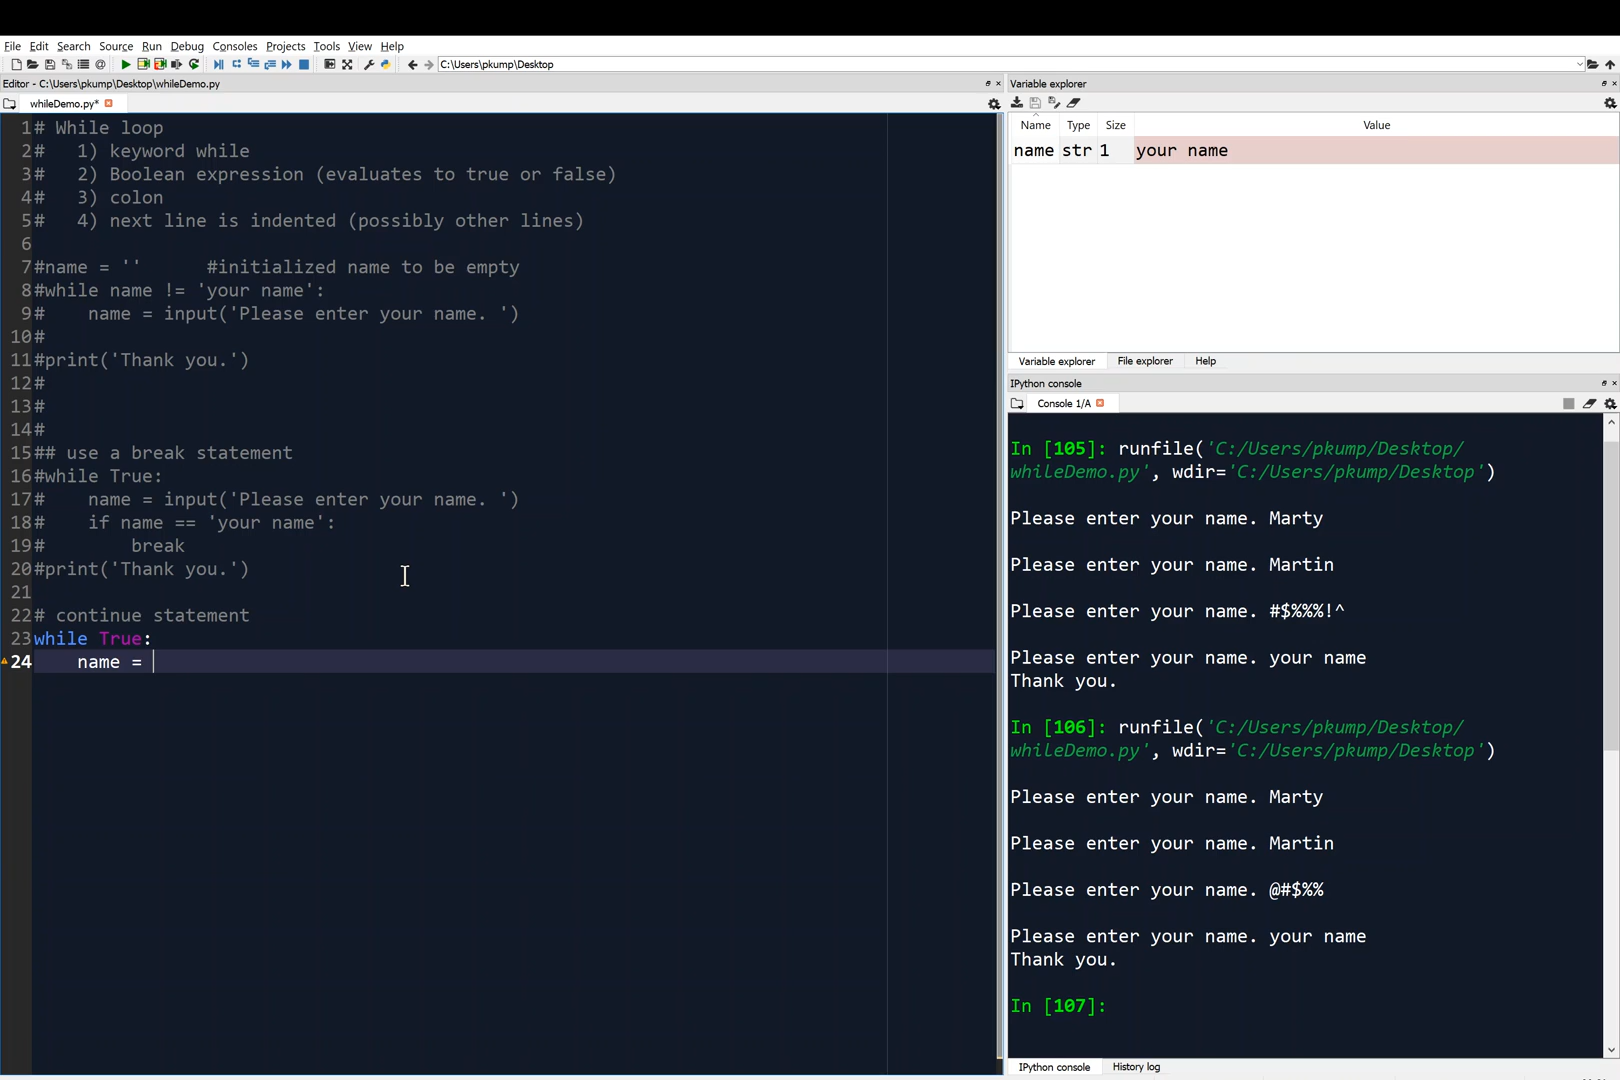 File Edit Search Source Run Debug Consoles Projects Tools View Help
C:\Users\pkump\Desktop
Editor - C:\Users\pkump\Desktop\whileDemo.py
whileDemo.py*
1# While loop
2#   1) keyword while
3#   2) Boolean expression (evaluates to true or false)
4#   3) colon
5#   4) next line is indented (possibly other lines)
6
7#name = ''      #initialized name to be empty
8#while name != 'your name':
9#    name = input('Please enter your name. ')
10#
11#print('Thank you.')
12#
13#
14#
15## use a break statement
16#while True:
17#    name = input('Please enter your name. ')
18#    if name == 'your name':
19#        break
20#print('Thank you.')
21
22# continue statement
23while True:
24    name =
Variable explorer
Name Type Size Value
name str 1 your name
Variable explorer File explorer Help
IPython console
Console 1/A
In [105]: runfile('C:/Users/pkump/Desktop/
whileDemo.py', wdir='C:/Users/pkump/Desktop')
Please enter your name. Marty
Please enter your name. Martin
Please enter your name. #$%%%!^
Please enter your name. your name
Thank you.
In [106]: runfile('C:/Users/pkump/Desktop/
whileDemo.py', wdir='C:/Users/pkump/Desktop')
Please enter your name. Marty
Please enter your name. Martin
Please enter your name. @#$%%
Please enter your name. your name
Thank you.
In [107]:
IPython console History log